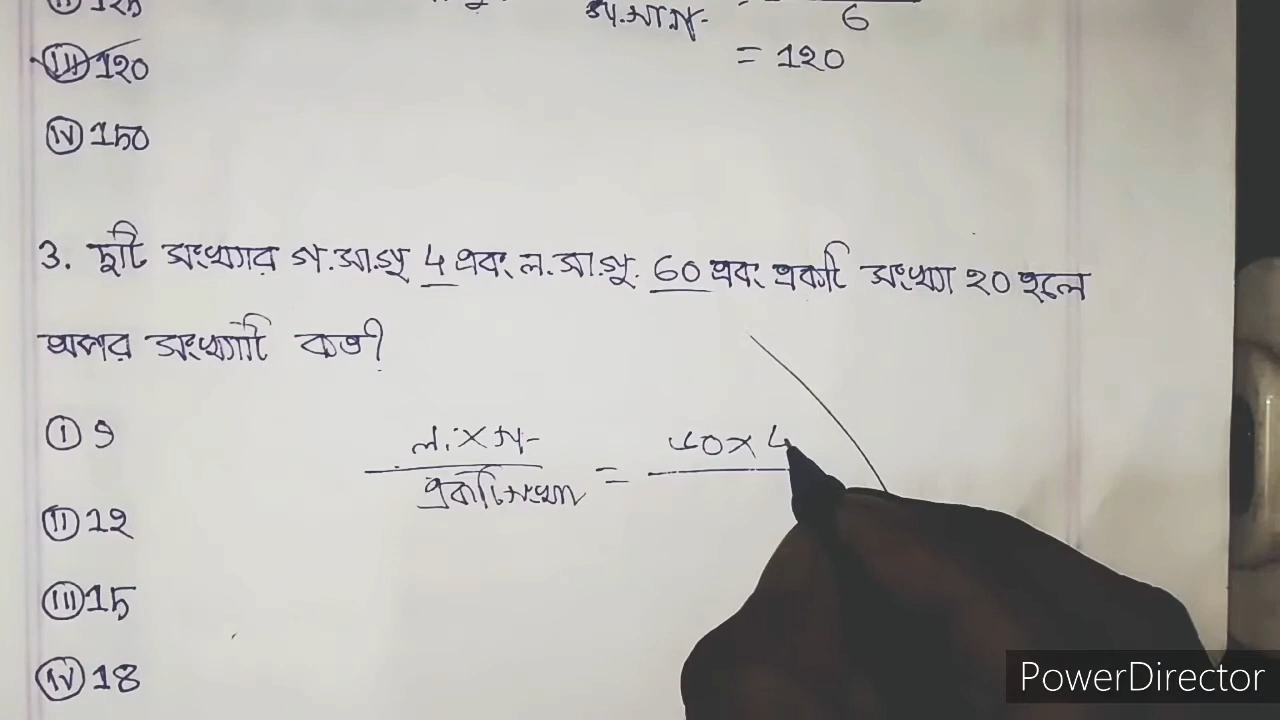 6
= 120
III 120
IV 150
3. দুটি সংখ্যার গ.সা.গু 4 এবং ল.সা.গু. 60 এবং একটি সংখ্যা 20 হলে
অপর সংখ্যাটি কত?
I 9
ল.×গ.
একটি সংখ্যা
=
60×4
II 12
III 15
IV 18
PowerDirector